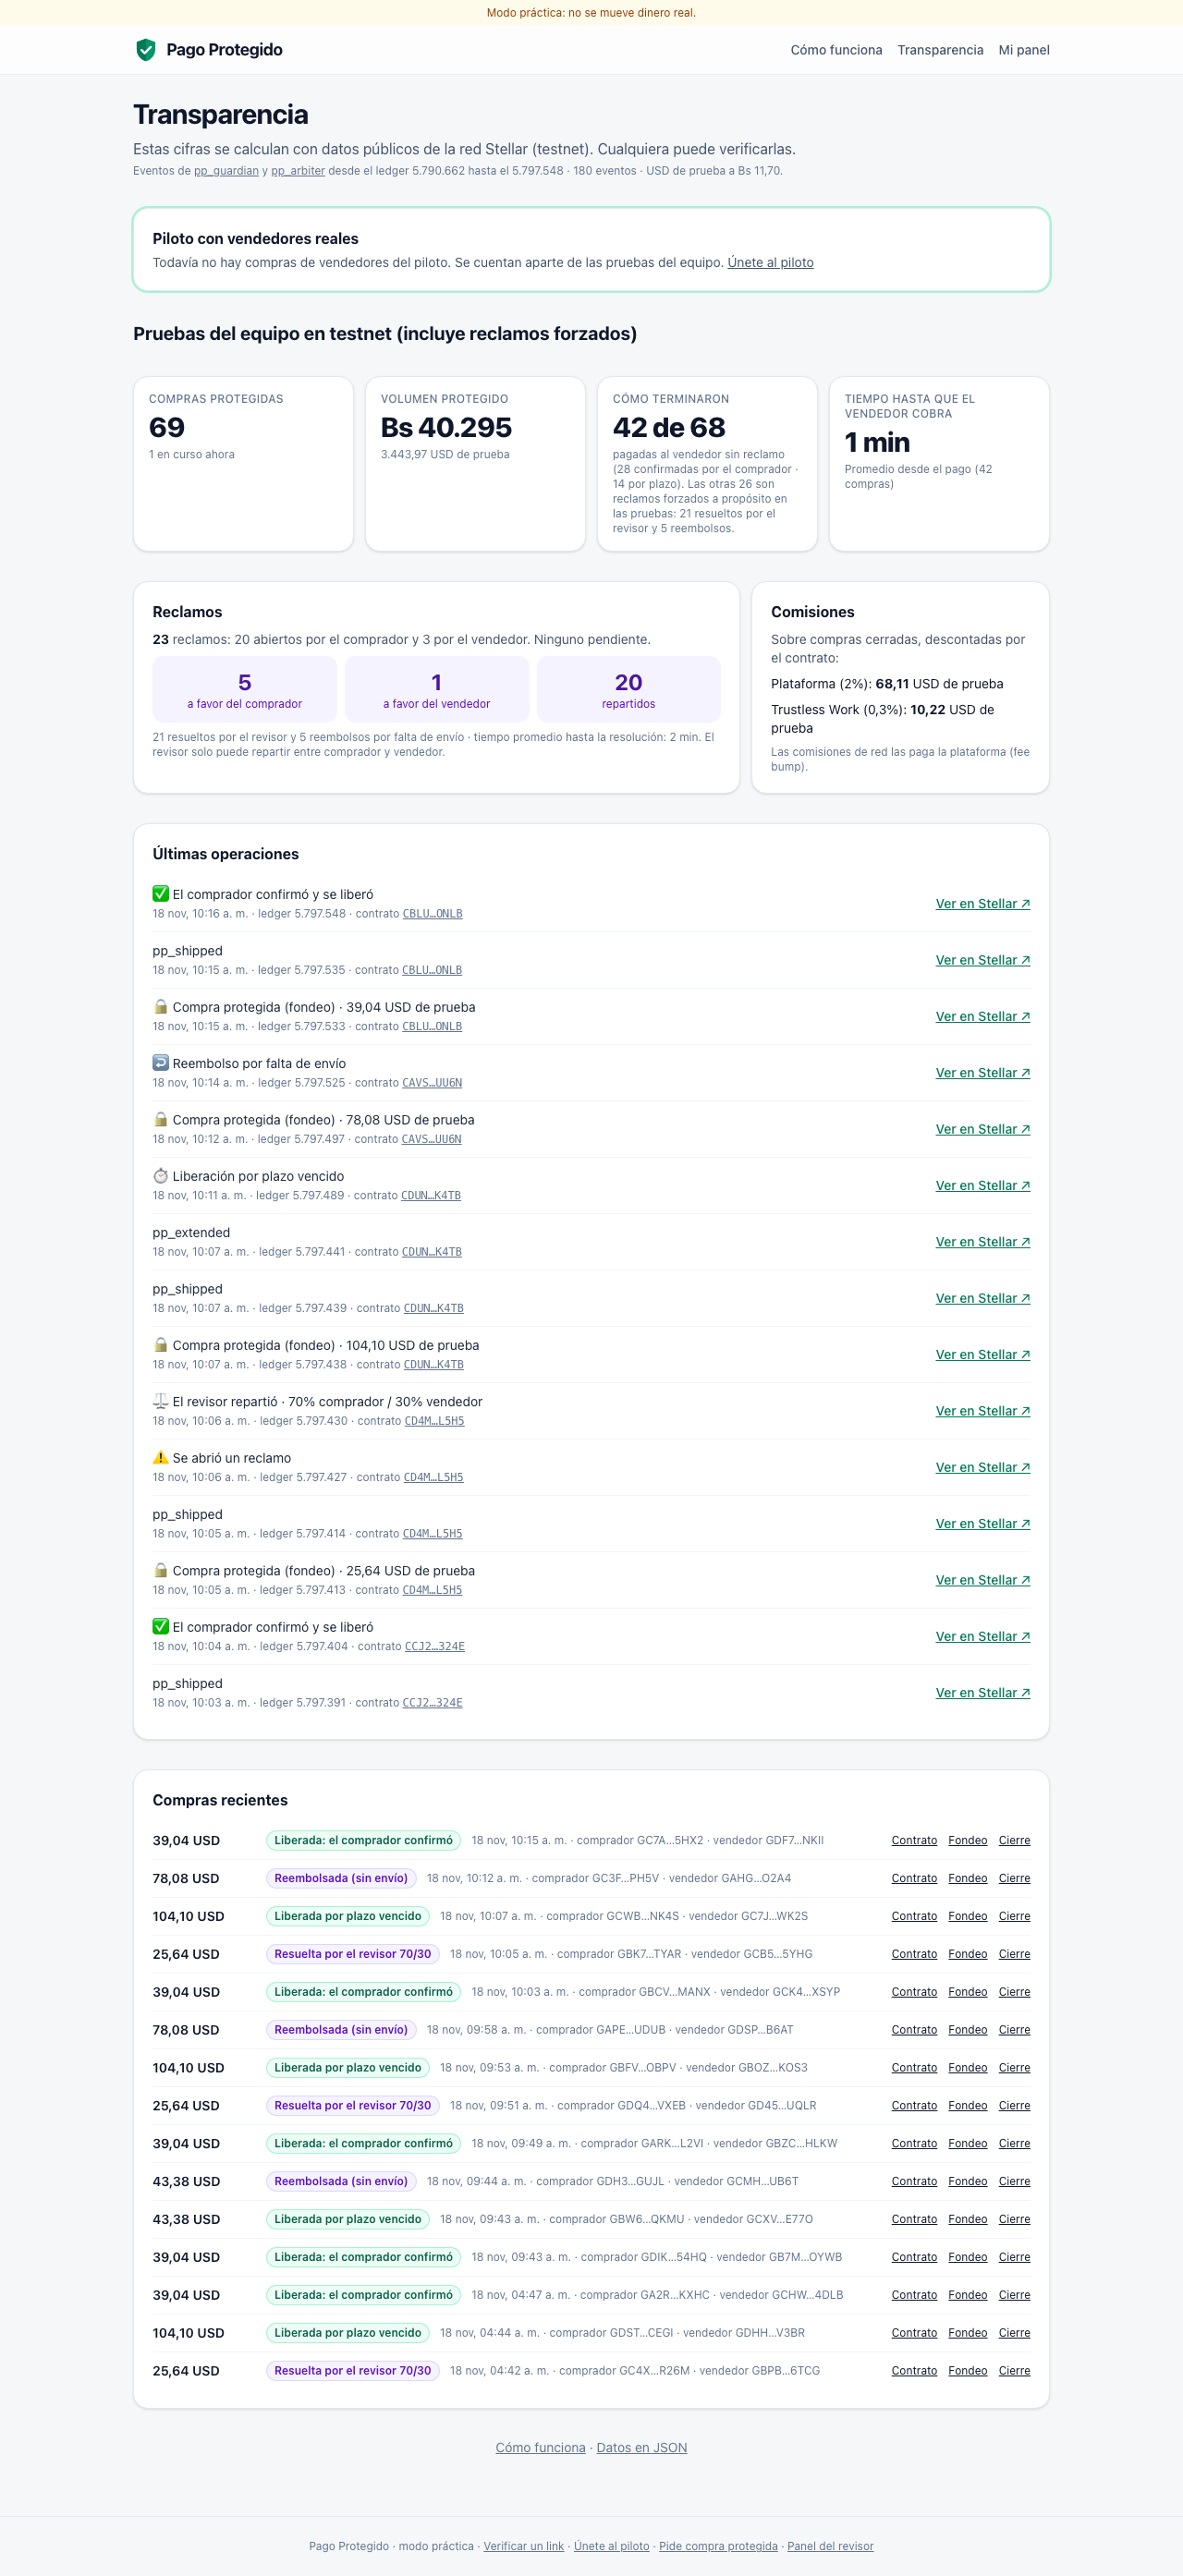 Modo práctica: no se mueve dinero real.
Pago Protegido
Cómo funciona Transparencia Mi panel
Transparencia
Estas cifras se calculan con datos públicos de la red Stellar (testnet). Cualquiera puede verificarlas.
Eventos de pp_guardian y pp_arbiter desde el ledger 5.790.662 hasta el 5.797.548 · 180 eventos · USD de prueba a Bs 11,70.
Piloto con vendedores reales
Todavía no hay compras de vendedores del piloto. Se cuentan aparte de las pruebas del equipo. Únete al piloto
Pruebas del equipo en testnet (incluye reclamos forzados)
COMPRAS PROTEGIDAS
69
1 en curso ahora
VOLUMEN PROTEGIDO
Bs 40.295
3.443,97 USD de prueba
CÓMO TERMINARON
42 de 68
pagadas al vendedor sin reclamo
(28 confirmadas por el comprador ·
14 por plazo). Las otras 26 son
reclamos forzados a propósito en
las pruebas: 21 resueltos por el
revisor y 5 reembolsos.
TIEMPO HASTA QUE EL
VENDEDOR COBRA
1 min
Promedio desde el pago (42
compras)
Reclamos
23 reclamos: 20 abiertos por el comprador y 3 por el vendedor. Ninguno pendiente.
5
a favor del comprador
1
a favor del vendedor
20
repartidos
21 resueltos por el revisor y 5 reembolsos por falta de envío · tiempo promedio hasta la resolución: 2 min. El
revisor solo puede repartir entre comprador y vendedor.
Comisiones
Sobre compras cerradas, descontadas por
el contrato:
Plataforma (2%): 68,11 USD de prueba
Trustless Work (0,3%): 10,22 USD de
prueba
Las comisiones de red las paga la plataforma (fee
bump).
Últimas operaciones
✅ El comprador confirmó y se liberó
18 nov, 10:16 a. m. · ledger 5.797.548 · contrato CBLU…ONLB
Ver en Stellar ↗
pp_shipped
18 nov, 10:15 a. m. · ledger 5.797.535 · contrato CBLU…ONLB
Ver en Stellar ↗
🔒 Compra protegida (fondeo) · 39,04 USD de prueba
18 nov, 10:15 a. m. · ledger 5.797.533 · contrato CBLU…ONLB
Ver en Stellar ↗
↩️ Reembolso por falta de envío
18 nov, 10:14 a. m. · ledger 5.797.525 · contrato CAVS…UU6N
Ver en Stellar ↗
🔒 Compra protegida (fondeo) · 78,08 USD de prueba
18 nov, 10:12 a. m. · ledger 5.797.497 · contrato CAVS…UU6N
Ver en Stellar ↗
⏱️ Liberación por plazo vencido
18 nov, 10:11 a. m. · ledger 5.797.489 · contrato CDUN…K4TB
Ver en Stellar ↗
pp_extended
18 nov, 10:07 a. m. · ledger 5.797.441 · contrato CDUN…K4TB
Ver en Stellar ↗
pp_shipped
18 nov, 10:07 a. m. · ledger 5.797.439 · contrato CDUN…K4TB
Ver en Stellar ↗
🔒 Compra protegida (fondeo) · 104,10 USD de prueba
18 nov, 10:07 a. m. · ledger 5.797.438 · contrato CDUN…K4TB
Ver en Stellar ↗
⚖️ El revisor repartió · 70% comprador / 30% vendedor
18 nov, 10:06 a. m. · ledger 5.797.430 · contrato CD4M…L5H5
Ver en Stellar ↗
⚠️ Se abrió un reclamo
18 nov, 10:06 a. m. · ledger 5.797.427 · contrato CD4M…L5H5
Ver en Stellar ↗
pp_shipped
18 nov, 10:05 a. m. · ledger 5.797.414 · contrato CD4M…L5H5
Ver en Stellar ↗
🔒 Compra protegida (fondeo) · 25,64 USD de prueba
18 nov, 10:05 a. m. · ledger 5.797.413 · contrato CD4M…L5H5
Ver en Stellar ↗
✅ El comprador confirmó y se liberó
18 nov, 10:04 a. m. · ledger 5.797.404 · contrato CCJ2…324E
Ver en Stellar ↗
pp_shipped
18 nov, 10:03 a. m. · ledger 5.797.391 · contrato CCJ2…324E
Ver en Stellar ↗
Compras recientes
39,04 USD Liberada: el comprador confirmó 18 nov, 10:15 a. m. · comprador GC7A…5HX2 · vendedor GDF7…NKII Contrato Fondeo Cierre
78,08 USD Reembolsada (sin envío) 18 nov, 10:12 a. m. · comprador GC3F…PH5V · vendedor GAHG…O2A4 Contrato Fondeo Cierre
104,10 USD Liberada por plazo vencido 18 nov, 10:07 a. m. · comprador GCWB…NK4S · vendedor GC7J…WK2S Contrato Fondeo Cierre
25,64 USD Resuelta por el revisor 70/30 18 nov, 10:05 a. m. · comprador GBK7…TYAR · vendedor GCB5…5YHG Contrato Fondeo Cierre
39,04 USD Liberada: el comprador confirmó 18 nov, 10:03 a. m. · comprador GBCV…MANX · vendedor GCK4…XSYP Contrato Fondeo Cierre
78,08 USD Reembolsada (sin envío) 18 nov, 09:58 a. m. · comprador GAPE…UDUB · vendedor GDSP…B6AT Contrato Fondeo Cierre
104,10 USD Liberada por plazo vencido 18 nov, 09:53 a. m. · comprador GBFV…OBPV · vendedor GBOZ…KOS3 Contrato Fondeo Cierre
25,64 USD Resuelta por el revisor 70/30 18 nov, 09:51 a. m. · comprador GDQ4…VXEB · vendedor GD45…UQLR Contrato Fondeo Cierre
39,04 USD Liberada: el comprador confirmó 18 nov, 09:49 a. m. · comprador GARK…L2VI · vendedor GBZC…HLKW Contrato Fondeo Cierre
43,38 USD Reembolsada (sin envío) 18 nov, 09:44 a. m. · comprador GDH3…GUJL · vendedor GCMH…UB6T Contrato Fondeo Cierre
43,38 USD Liberada por plazo vencido 18 nov, 09:43 a. m. · comprador GBW6…QKMU · vendedor GCXV…E77O Contrato Fondeo Cierre
39,04 USD Liberada: el comprador confirmó 18 nov, 09:43 a. m. · comprador GDIK…54HQ · vendedor GB7M…OYWB Contrato Fondeo Cierre
39,04 USD Liberada: el comprador confirmó 18 nov, 04:47 a. m. · comprador GA2R…KXHC · vendedor GCHW…4DLB Contrato Fondeo Cierre
104,10 USD Liberada por plazo vencido 18 nov, 04:44 a. m. · comprador GDST…CEGI · vendedor GDHH…V3BR Contrato Fondeo Cierre
25,64 USD Resuelta por el revisor 70/30 18 nov, 04:42 a. m. · comprador GC4X…R26M · vendedor GBPB…6TCG Contrato Fondeo Cierre
Cómo funciona · Datos en JSON
Pago Protegido · modo práctica · Verificar un link · Únete al piloto · Pide compra protegida · Panel del revisor